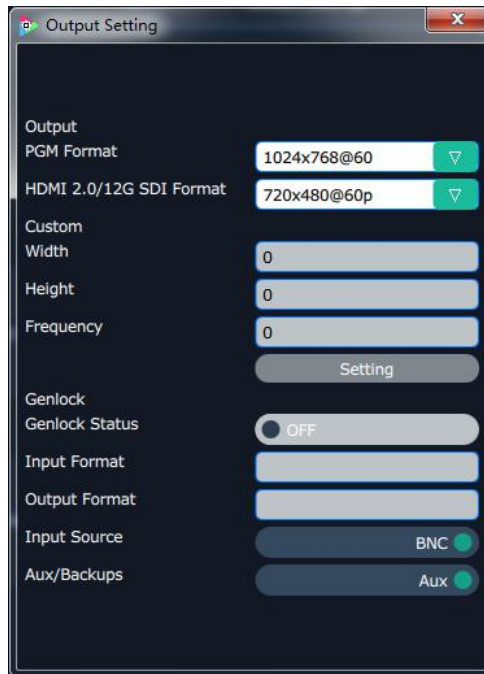 Output Setting
Output
PGM Format 1024x768@60
HDMI 2.0/12G SDI Format 720x480@60p
Custom
Width 0
Height 0
Frequency 0
Setting
Genlock
Genlock Status OFF
Input Format
Output Format
Input Source BNC
Aux/Backups Aux